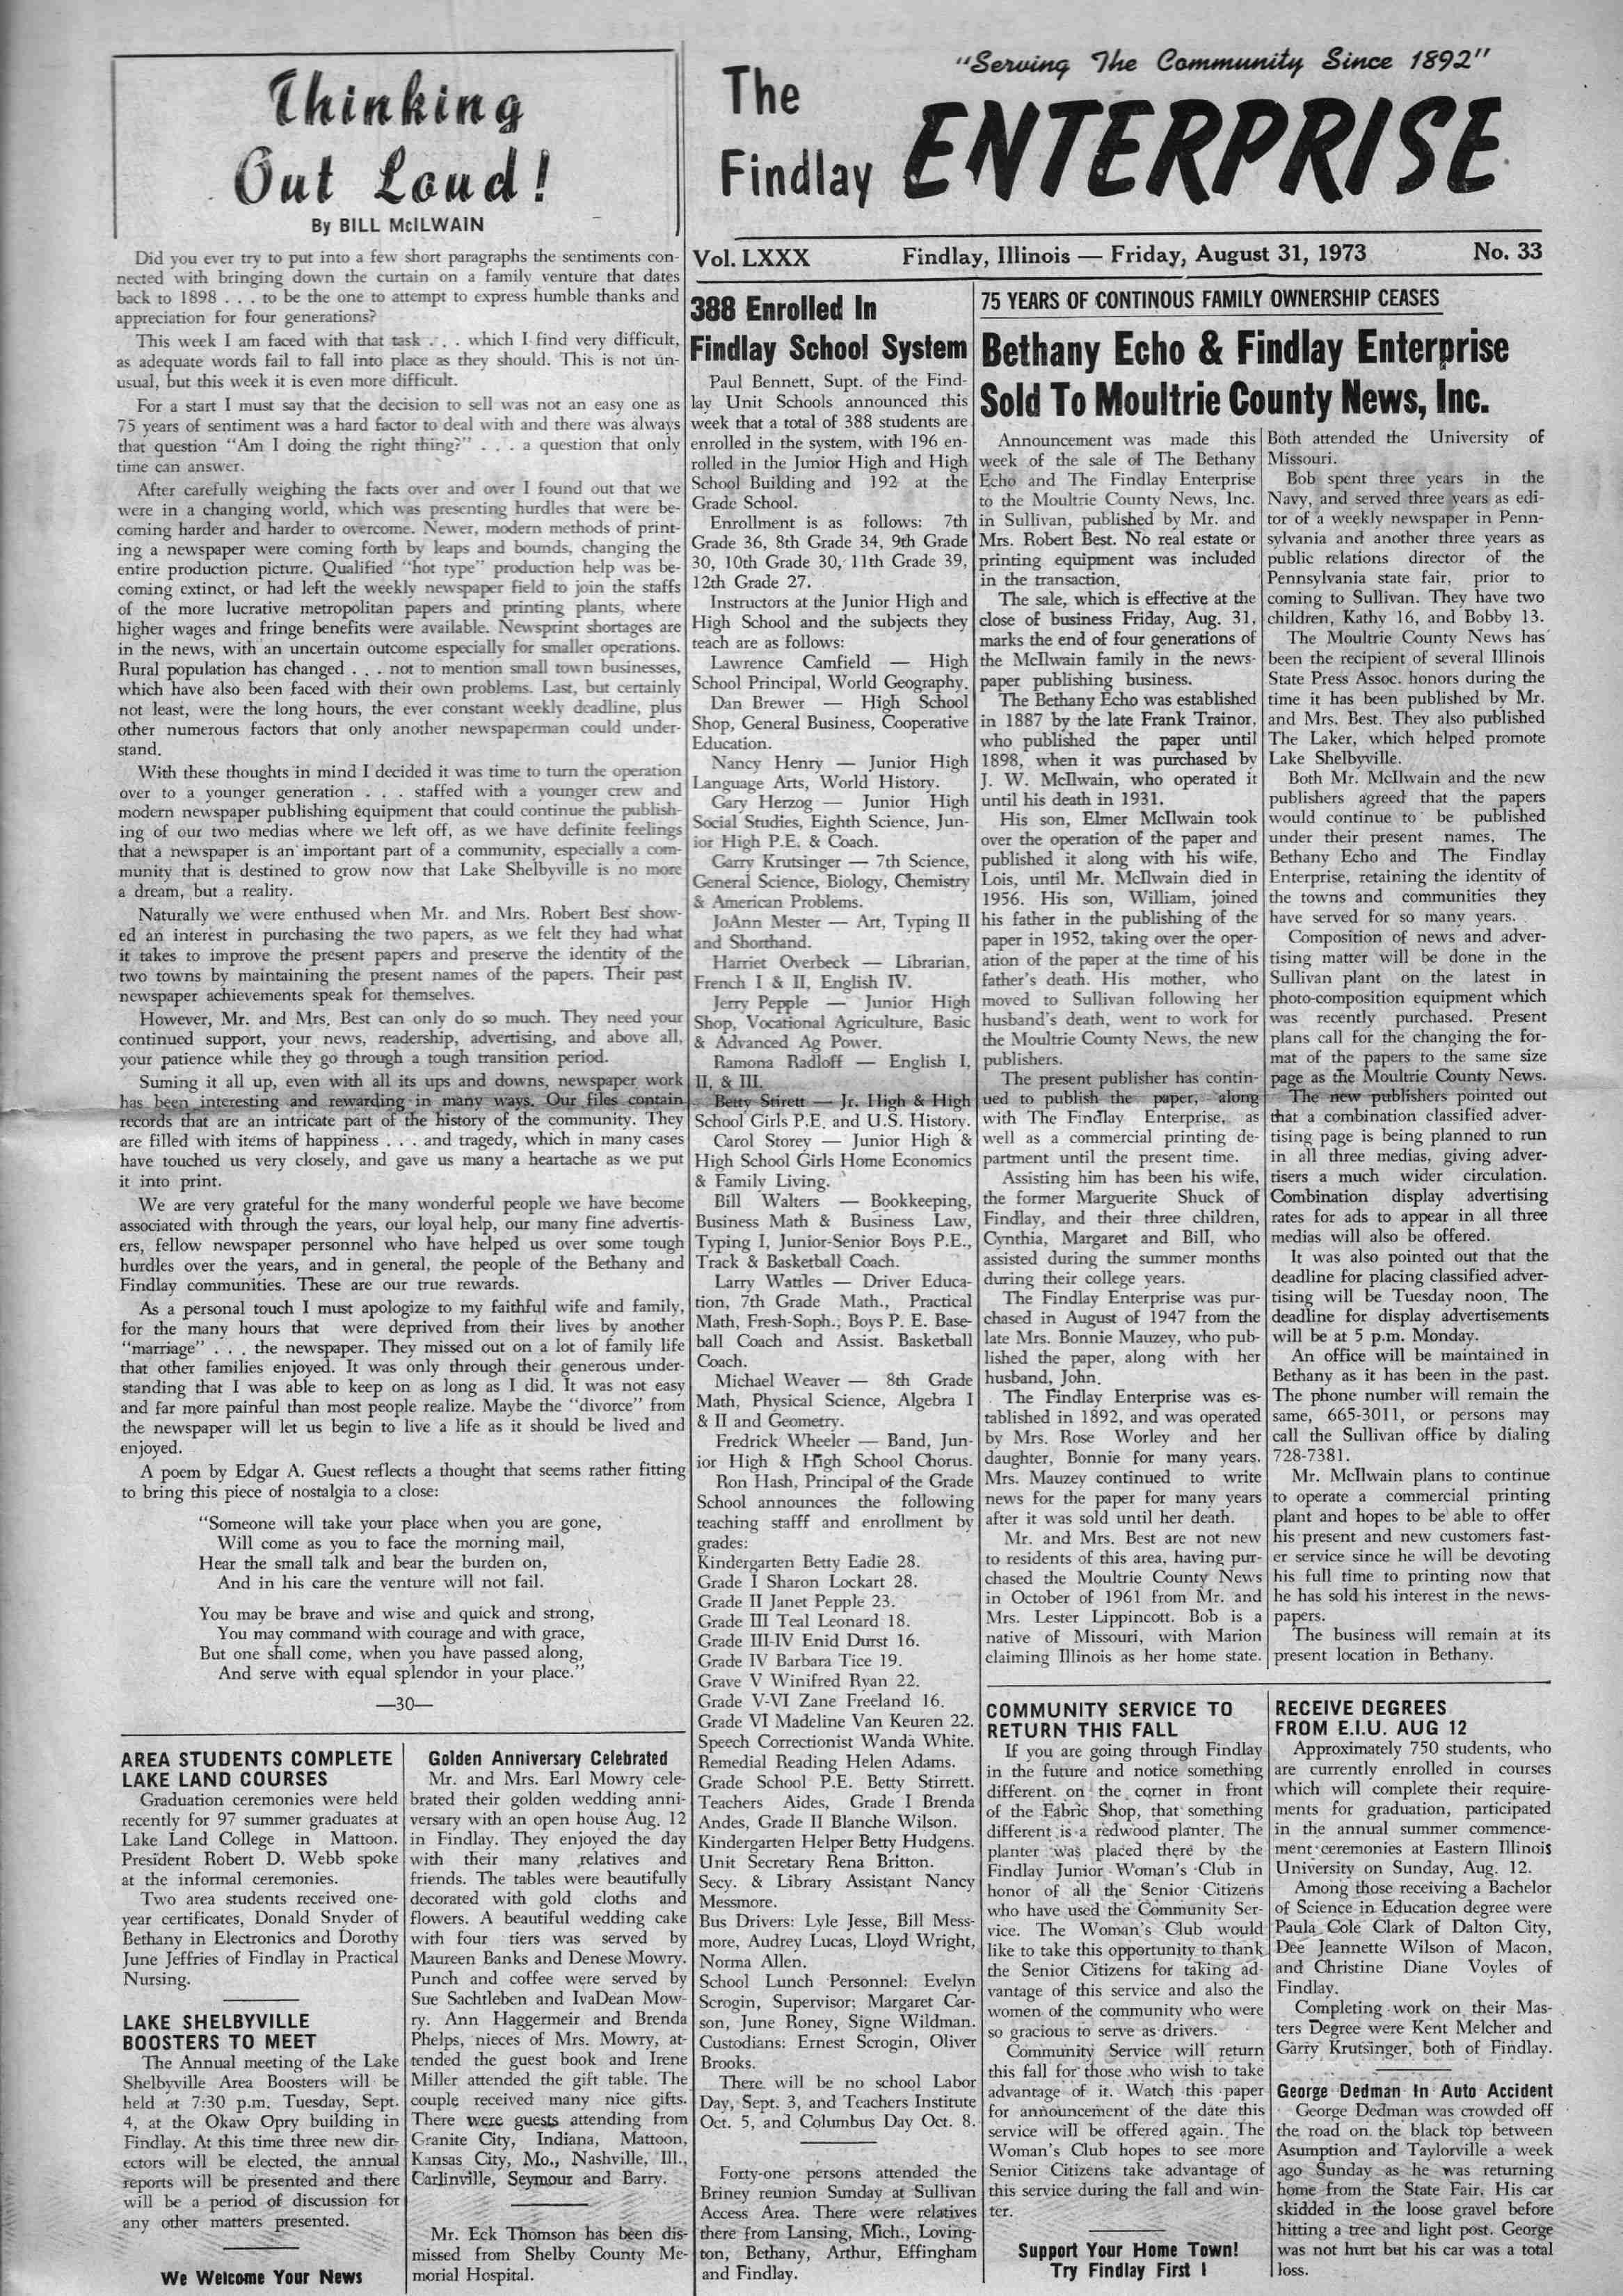 Thinking
Out Loud!
By BILL McILWAIN
Did you ever try to put into a few short paragraphs the sentiments con-
nected with bringing down the curtain on a family venture that dates
back to 1898 . . . to be the one to attempt to express humble thanks and
appreciation for four generations?
This week I am faced with that task . . . which I find very difficult,
as adequate words fail to fall into place as they should. This is not un-
usual, but this week it is even more difficult.
For a start I must say that the decision to sell was not an easy one as
75 years of sentiment was a hard factor to deal with and there was always
that question "Am I doing the right thing?" . . . a question that only
time can answer.
After carefully weighing the facts over and over I found out that we
were in a changing world, which was presenting hurdles that were be-
coming harder and harder to overcome. Newer, modern methods of print-
ing a newspaper were coming forth by leaps and bounds, changing the
entire production picture. Qualified "hot type" production help was be-
coming extinct, or had left the weekly newspaper field to join the staffs
of the more lucrative metropolitan papers and printing plants, where
higher wages and fringe benefits were available. Newsprint shortages are
in the news, with an uncertain outcome especially for smaller operations.
Rural population has changed . . . not to mention small town businesses,
which have also been faced with their own problems. Last, but certainly
not least, were the long hours, the ever constant weekly deadline, plus
other numerous factors that only another newspaperman could under-
stand.
With these thoughts in mind I decided it was time to turn the operation
over to a younger generation . . . staffed with a younger crew and
modern newspaper publishing equipment that could continue the publish-
ing of our two medias where we left off, as we have definite feelings
that a newspaper is an important part of a community, especially a com-
munity that is destined to grow now that Lake Shelbyville is no more
a dream, but a reality.
Naturally we were enthused when Mr. and Mrs. Robert Best show-
ed an interest in purchasing the two papers, as we felt they had what
it takes to improve the present papers and preserve the identity of the
two towns by maintaining the present names of the papers. Their past
newspaper achievements speak for themselves.
However, Mr. and Mrs. Best can only do so much. They need your
continued support, your news, readership, advertising, and above all,
your patience while they go through a tough transition period.
Suming it all up, even with all its ups and downs, newspaper work
has been interesting and rewarding in many ways. Our files contain
records that are an intricate part of the history of the community. They
are filled with items of happiness . . . and tragedy, which in many cases
have touched us very closely, and gave us many a heartache as we put
it into print.
We are very grateful for the many wonderful people we have become
associated with through the years, our loyal help, our many fine advertis-
ers, fellow newspaper personnel who have helped us over some tough
hurdles over the years, and in general, the people of the Bethany and
Findlay communities. These are our true rewards.
As a personal touch I must apologize to my faithful wife and family,
for the many hours that were deprived from their lives by another
"marriage" . . . the newspaper. They missed out on a lot of family life
that other families enjoyed. It was only through their generous under-
standing that I was able to keep on as long as I did. It was not easy
and far more painful than most people realize. Maybe the "divorce" from
the newspaper will let us begin to live a life as it should be lived and
enjoyed.
A poem by Edgar A. Guest reflects a thought that seems rather fitting
to bring this piece of nostalgia to a close:
"Someone will take your place when you are gone,
Will come as you to face the morning mail,
Hear the small talk and bear the burden on,
And in his care the venture will not fail.
You may be brave and wise and quick and strong,
You may command with courage and with grace,
But one shall come, when you have passed along,
And serve with equal splendor in your place."
—30—
AREA STUDENTS COMPLETE
LAKE LAND COURSES
Graduation ceremonies were held
recently for 97 summer graduates at
Lake Land College in Mattoon.
President Robert D. Webb spoke
at the informal ceremonies.
Two area students received one-
year certificates, Donald Snyder of
Bethany in Electronics and Dorothy
June Jeffries of Findlay in Practical
Nursing.
LAKE SHELBYVILLE
BOOSTERS TO MEET
The Annual meeting of the Lake
Shelbyville Area Boosters will be
held at 7:30 p.m. Tuesday, Sept.
4, at the Okaw Opry building in
Findlay. At this time three new dir-
ectors will be elected, the annual
reports will be presented and there
will be a period of discussion for
any other matters presented.
We Welcome Your News
Golden Anniversary Celebrated
Mr. and Mrs. Earl Mowry cele-
brated their golden wedding anni-
versary with an open house Aug. 12
in Findlay. They enjoyed the day
with their many relatives and
friends. The tables were beautifully
decorated with gold cloths and
flowers. A beautiful wedding cake
with four tiers was served by
Maureen Banks and Denese Mowry.
Punch and coffee were served by
Sue Sachtleben and IvaDean Mow-
ry. Ann Haggermeir and Brenda
Phelps, nieces of Mrs. Mowry, at-
tended the guest book and Irene
Miller attended the gift table. The
couple received many nice gifts.
There were guests attending from
Granite City, Indiana, Mattoon,
Kansas City, Mo., Nashville, Ill.,
Carlinville, Seymour and Barry.
Mr. Eck Thomson has been dis-
missed from Shelby County Me-
morial Hospital.
"Serving The Community Since 1892"
The
Findlay ENTERPRISE
Vol. LXXX Findlay, Illinois — Friday, August 31, 1973 No. 33
388 Enrolled In
Findlay School System
Paul Bennett, Supt. of the Find-
lay Unit Schools announced this
week that a total of 388 students are
enrolled in the system, with 196 en-
rolled in the Junior High and High
School Building and 192 at the
Grade School.
Enrollment is as follows: 7th
Grade 36, 8th Grade 34, 9th Grade
30, 10th Grade 30, 11th Grade 39,
12th Grade 27.
Instructors at the Junior High and
High School and the subjects they
teach are as follows:
Lawrence Camfield — High
School Principal, World Geography.
Dan Brewer — High School
Shop, General Business, Cooperative
Education.
Nancy Henry — Junior High
Language Arts, World History.
Gary Herzog — Junior High
Social Studies, Eighth Science, Jun-
ior High P.E. & Coach.
Garry Krutsinger — 7th Science,
General Science, Biology, Chemistry
& American Problems.
JoAnn Mester — Art, Typing II
and Shorthand.
Harriet Overbeck — Librarian,
French I & II, English IV.
Jerry Pepple — Junior High
Shop, Vocational Agriculture, Basic
& Advanced Ag Power.
Ramona Radloff — English I,
II, & III.
Betty Stirett — Jr. High & High
School Girls P.E. and U.S. History.
Carol Storey — Junior High &
High School Girls Home Economics
& Family Living.
Bill Walters — Bookkeeping,
Business Math & Business Law,
Typing I, Junior-Senior Boys P.E.,
Track & Basketball Coach.
Larry Wattles — Driver Educa-
tion, 7th Grade Math., Practical
Math, Fresh-Soph., Boys P. E. Base-
ball Coach and Assist. Basketball
Coach.
Michael Weaver — 8th Grade
Math, Physical Science, Algebra I
& II and Geometry.
Fredrick Wheeler — Band, Jun-
ior High & High School Chorus.
Ron Hash, Principal of the Grade
School announces the following
teaching stafff and enrollment by
grades:
Kindergarten Betty Eadie 28.
Grade I Sharon Lockart 28.
Grade II Janet Pepple 23.
Grade III Teal Leonard 18.
Grade III-IV Enid Durst 16.
Grade IV Barbara Tice 19.
Grave V Winifred Ryan 22.
Grade V-VI Zane Freeland 16.
Grade VI Madeline Van Keuren 22.
Speech Correctionist Wanda White.
Remedial Reading Helen Adams.
Grade School P.E. Betty Stirrett.
Teachers Aides, Grade I Brenda
Andes, Grade II Blanche Wilson.
Kindergarten Helper Betty Hudgens.
Unit Secretary Rena Britton.
Secy. & Library Assistant Nancy
Messmore.
Bus Drivers: Lyle Jesse, Bill Mess-
more, Audrey Lucas, Lloyd Wright,
Norma Allen.
School Lunch Personnel: Evelyn
Scrogin, Supervisor; Margaret Car-
son, June Roney, Signe Wildman.
Custodians: Ernest Scrogin, Oliver
Brooks.
There will be no school Labor
Day, Sept. 3, and Teachers Institute
Oct. 5, and Columbus Day Oct. 8.
Forty-one persons attended the
Briney reunion Sunday at Sullivan
Access Area. There were relatives
there from Lansing, Mich., Loving-
ton, Bethany, Arthur, Effingham
and Findlay.
75 YEARS OF CONTINOUS FAMILY OWNERSHIP CEASES
Bethany Echo & Findlay Enterprise
Sold To Moultrie County News, Inc.
Announcement was made this
week of the sale of The Bethany
Echo and The Findlay Enterprise
to the Moultrie County News, Inc.
in Sullivan, published by Mr. and
Mrs. Robert Best. No real estate or
printing equipment was included
in the transaction.
The sale, which is effective at the
close of business Friday, Aug. 31,
marks the end of four generations of
the McIlwain family in the news-
paper publishing business.
The Bethany Echo was established
in 1887 by the late Frank Trainor,
who published the paper until
1898, when it was purchased by
J. W. McIlwain, who operated it
until his death in 1931.
His son, Elmer McIlwain took
over the operation of the paper and
published it along with his wife,
Lois, until Mr. McIlwain died in
1956. His son, William, joined
his father in the publishing of the
paper in 1952, taking over the oper-
ation of the paper at the time of his
father's death. His mother, who
moved to Sullivan following her
husband's death, went to work for
the Moultrie County News, the new
publishers.
The present publisher has contin-
ued to publish the paper, along
with The Findlay Enterprise, as
well as a commercial printing de-
partment until the present time.
Assisting him has been his wife,
the former Marguerite Shuck of
Findlay, and their three children,
Cynthia, Margaret and Bill, who
assisted during the summer months
during their college years.
The Findlay Enterprise was pur-
chased in August of 1947 from the
late Mrs. Bonnie Mauzey, who pub-
lished the paper, along with her
husband, John.
The Findlay Enterprise was es-
tablished in 1892, and was operated
by Mrs. Rose Worley and her
daughter, Bonnie for many years.
Mrs. Mauzey continued to write
news for the paper for many years
after it was sold until her death.
Mr. and Mrs. Best are not new
to residents of this area, having pur-
chased the Moultrie County News
in October of 1961 from Mr. and
Mrs. Lester Lippincott. Bob is a
native of Missouri, with Marion
claiming Illinois as her home state.
Both attended the University of
Missouri.
Bob spent three years in the
Navy, and served three years as edi-
tor of a weekly newspaper in Penn-
sylvania and another three years as
public relations director of the
Pennsylvania state fair, prior to
coming to Sullivan. They have two
children, Kathy 16, and Bobby 13.
The Moultrie County News has
been the recipient of several Illinois
State Press Assoc. honors during the
time it has been published by Mr.
and Mrs. Best. They also published
The Laker, which helped promote
Lake Shelbyville.
Both Mr. McIlwain and the new
publishers agreed that the papers
would continue to be published
under their present names, The
Bethany Echo and The Findlay
Enterprise, retaining the identity of
the towns and communities they
have served for so many years.
Composition of news and adver-
tising matter will be done in the
Sullivan plant on the latest in
photo-composition equipment which
was recently purchased. Present
plans call for the changing the for-
mat of the papers to the same size
page as the Moultrie County News.
The new publishers pointed out
that a combination classified adver-
tising page is being planned to run
in all three medias, giving adver-
tisers a much wider circulation.
Combination display advertising
rates for ads to appear in all three
medias will also be offered.
It was also pointed out that the
deadline for placing classified adver-
tising will be Tuesday noon. The
deadline for display advertisements
will be at 5 p.m. Monday.
An office will be maintained in
Bethany as it has been in the past.
The phone number will remain the
same, 665-3011, or persons may
call the Sullivan office by dialing
728-7381.
Mr. McIlwain plans to continue
to operate a commercial printing
plant and hopes to be able to offer
his present and new customers fast-
er service since he will be devoting
his full time to printing now that
he has sold his interest in the news-
papers.
The business will remain at its
present location in Bethany.
COMMUNITY SERVICE TO
RETURN THIS FALL
If you are going through Findlay
in the future and notice something
different on the corner in front
of the Fabric Shop, that something
different is a redwood planter. The
planter was placed there by the
Findlay Junior Woman's Club in
honor of all the Senior Citizens
who have used the Community Ser-
vice. The Woman's Club would
like to take this opportunity to thank
the Senior Citizens for taking ad-
vantage of this service and also the
women of the community who were
so gracious to serve as drivers.
Community Service will return
this fall for those who wish to take
advantage of it. Watch this paper
for announcement of the date this
service will be offered again. The
Woman's Club hopes to see more
Senior Citizens take advantage of
this service during the fall and win-
ter.
Support Your Home Town!
Try Findlay First !
RECEIVE DEGREES
FROM E.I.U. AUG 12
Approximately 750 students, who
are currently enrolled in courses
which will complete their require-
ments for graduation, participated
in the annual summer commence-
ment ceremonies at Eastern Illinois
University on Sunday, Aug. 12.
Among those receiving a Bachelor
of Science in Education degree were
Paula Cole Clark of Dalton City,
Dee Jeannette Wilson of Macon,
and Christine Diane Voyles of
Findlay.
Completing work on their Mas-
ters Degree were Kent Melcher and
Garry Krutsinger, both of Findlay.
George Dedman In Auto Accident
George Dedman was crowded off
the road on the black top between
Asumption and Taylorville a week
ago Sunday as he was returning
home from the State Fair. His car
skidded in the loose gravel before
hitting a tree and light post. George
was not hurt but his car was a total
loss.